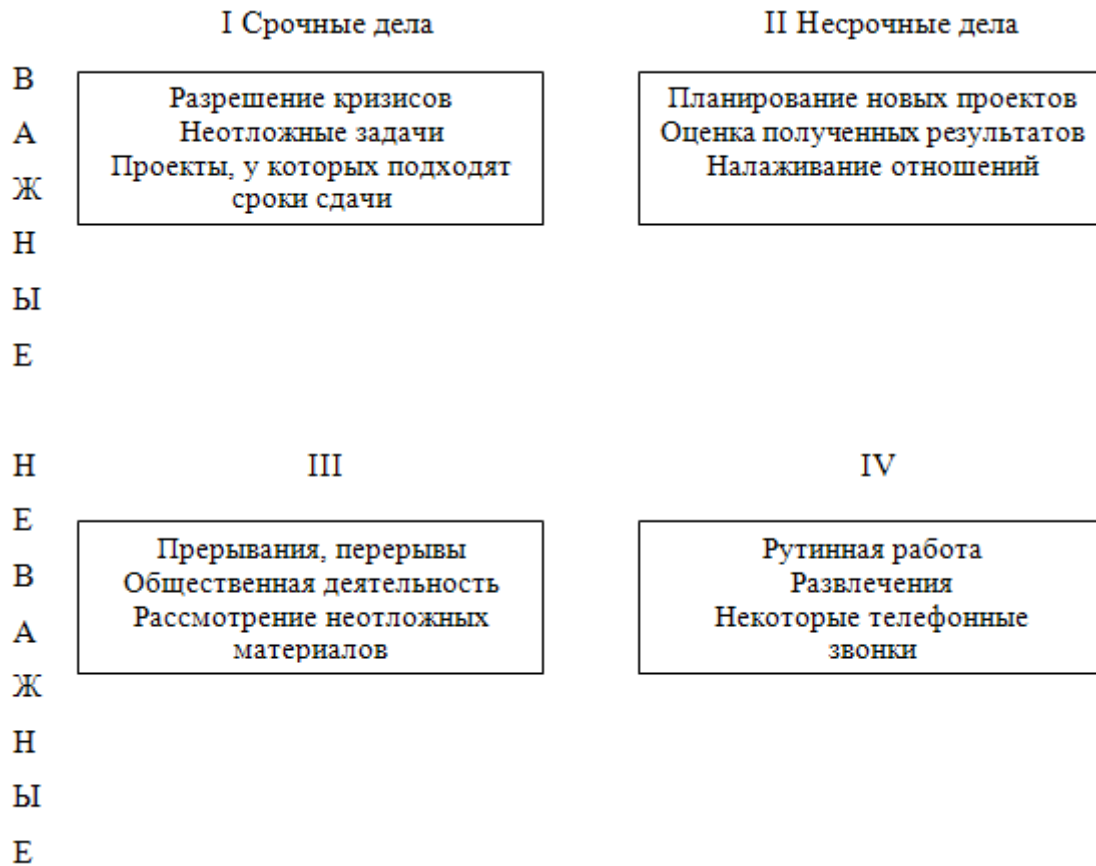 I Срочные дела
II Несрочные дела
В
А
Ж
Н
Ы
Е
Разрешение кризисов
Неотложные задачи
Проекты, у которых подходят
сроки сдачи
Планирование новых проектов
Оценка полученных результатов
Налаживание отношений
Н
Е
В
А
Ж
Н
Ы
Е
III
IV
Прерывания, перерывы
Общественная деятельность
Рассмотрение неотложных
материалов
Рутинная работа
Развлечения
Некоторые телефонные
звонки